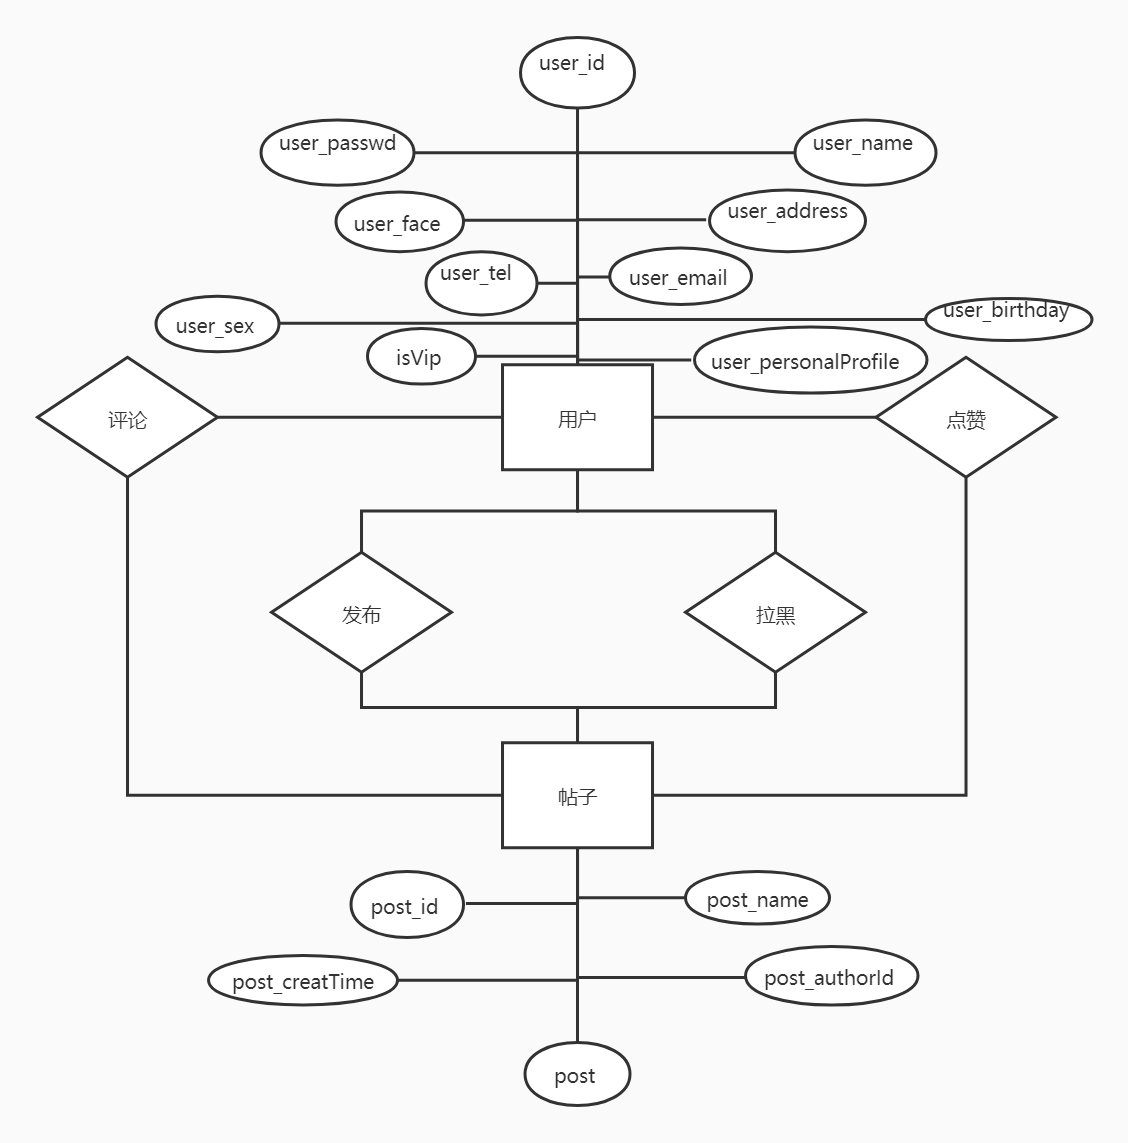 user_id
user_passwd
user_name
user_face
user_address
user_tel
user_email
user_sex
user_birthday
isVip
user_personalProfile
评论
用户
点赞
发布
拉黑
帖子
post_id
post_name
post_creatTime
post_authorId
post